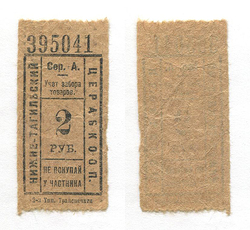 395041
НИЖНЕ-ТАГИЛЬСКИЙ
Сер. А.
Учет забора
товаров.
2
РУБ.
НЕ ПОКУПАЙ
У ЧАСТНИКА
ЦЕРАБКООП.